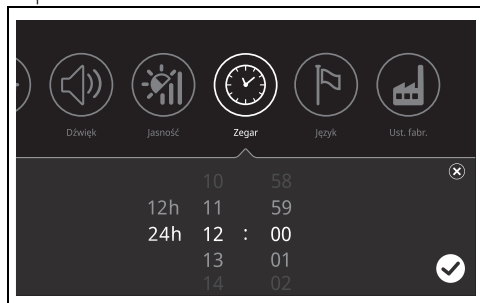 Dźwięk Jasność Zegar Język Ust. fabr.
10 58
12h 11 59
24h 12 : 00
13 01
14 02